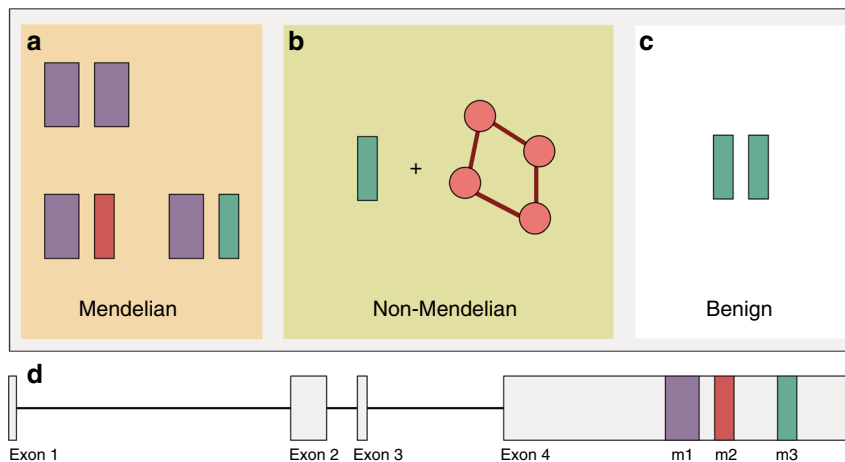 a
b
c
+
Mendelian
Non-Mendelian
Benign
d
Exon 1
Exon 2
Exon 3
Exon 4
m1
m2
m3